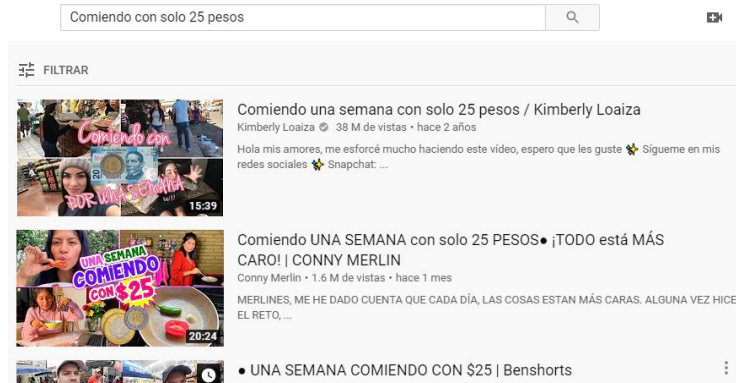 Comiendo con solo 25 pesos
FILTRAR
Comiendo con
POR UNA SEMANA
15:39
Comiendo una semana con solo 25 pesos / Kimberly Loaiza
Kimberly Loaiza 38 M de vistas • hace 2 años
Hola mis amores, me esforcé mucho haciendo este vídeo, espero que les guste ✨ Sígueme en mis
redes sociales ✨ Snapchat: ...
UNA SEMANA
COMIENDO
CON $25
20:24
Comiendo UNA SEMANA con solo 25 PESOS● ¡TODO está MÁS
CARO! | CONNY MERLIN
Conny Merlin • 1.6 M de vistas • hace 1 mes
MERLINES, ME HE DADO CUENTA QUE CADA DÍA, LAS COSAS ESTAN MÁS CARAS. ALGUNA VEZ HICE
EL RETO, ...
● UNA SEMANA COMIENDO CON $25 | Benshorts